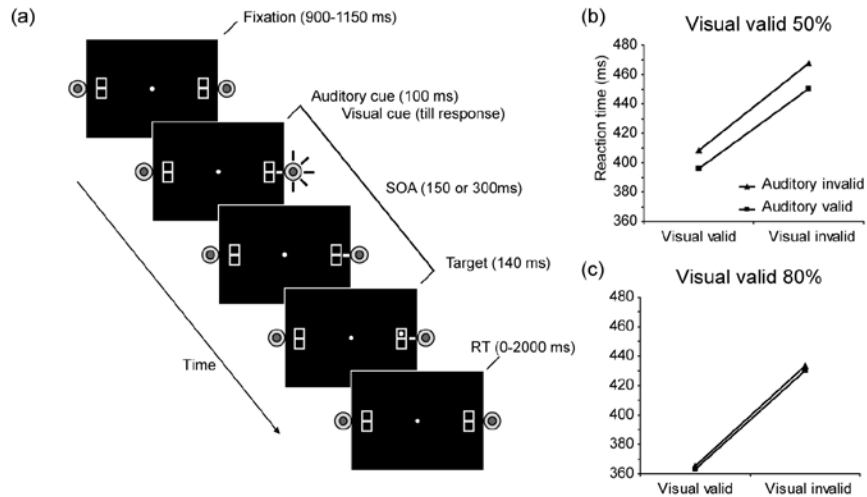 (a)
Fixation (900-1150 ms)
Auditory cue (100 ms)
Visual cue (till response)
SOA (150 or 300ms)
Target (140 ms)
RT (0-2000 ms)
Time
(b)
Visual valid 50%
Reaction time (ms)
480
460
440
420
400
380
360
Auditory invalid
Auditory valid
Visual valid
Visual invalid
(c)
Visual valid 80%
480
460
440
420
400
380
360
Visual valid
Visual invalid